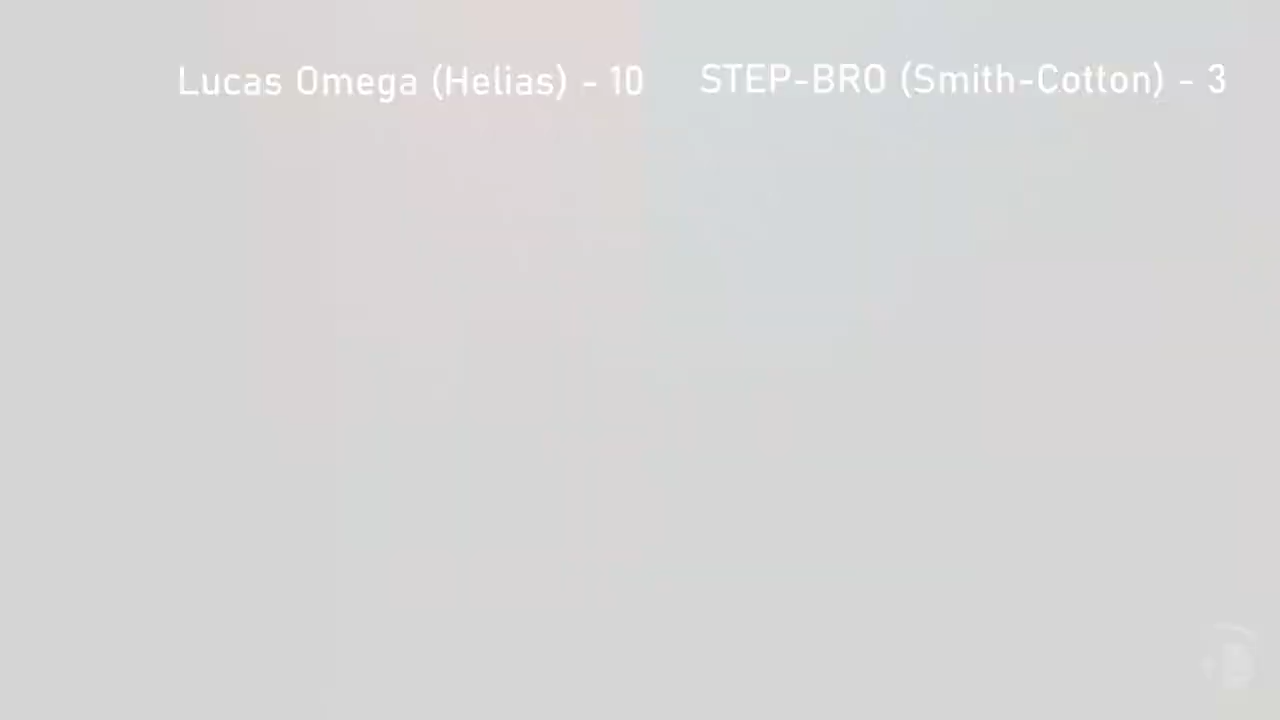 Lucas Omega (Helias) - 10
STEP-BRO (Smith-Cotton) - 3